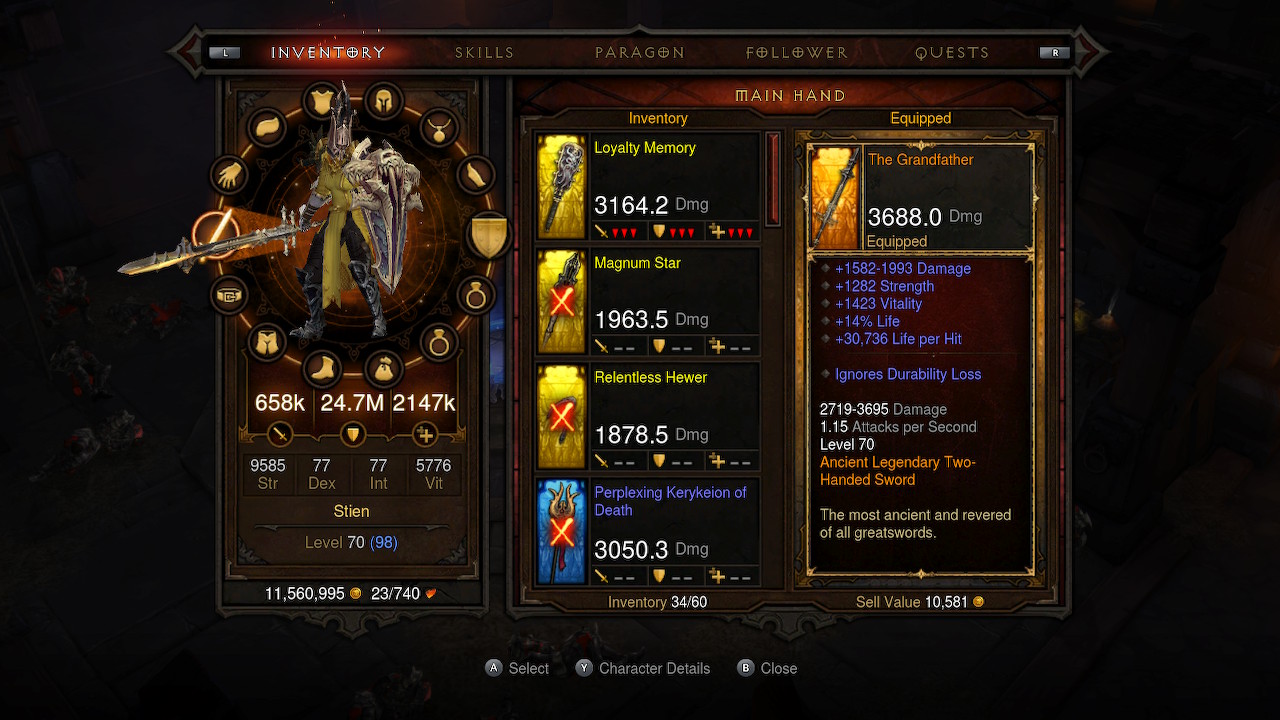 L INVENTORY SKILLS PARAGON FOLLOWER QUESTS R
658k 24.7M 2147k
9585 77 77 5776
Str Dex Int Vit
Stien
Level 70 (98)
11,560,995 23/740
MAIN HAND
Inventory
Loyalty Memory
3164.2 Dmg
Magnum Star
1963.5 Dmg
-- -- --
Relentless Hewer
1878.5 Dmg
-- -- --
Perplexing Kerykeion of
Death
3050.3 Dmg
-- -- --
Inventory 34/60
Equipped
The Grandfather
3688.0 Dmg
Equipped
+1582-1993 Damage
+1282 Strength
+1423 Vitality
+14% Life
+30,736 Life per Hit
Ignores Durability Loss
2719-3695 Damage
1.15 Attacks per Second
Level 70
Ancient Legendary Two-
Handed Sword
The most ancient and revered
of all greatswords.
Sell Value 10,581
A Select Y Character Details B Close